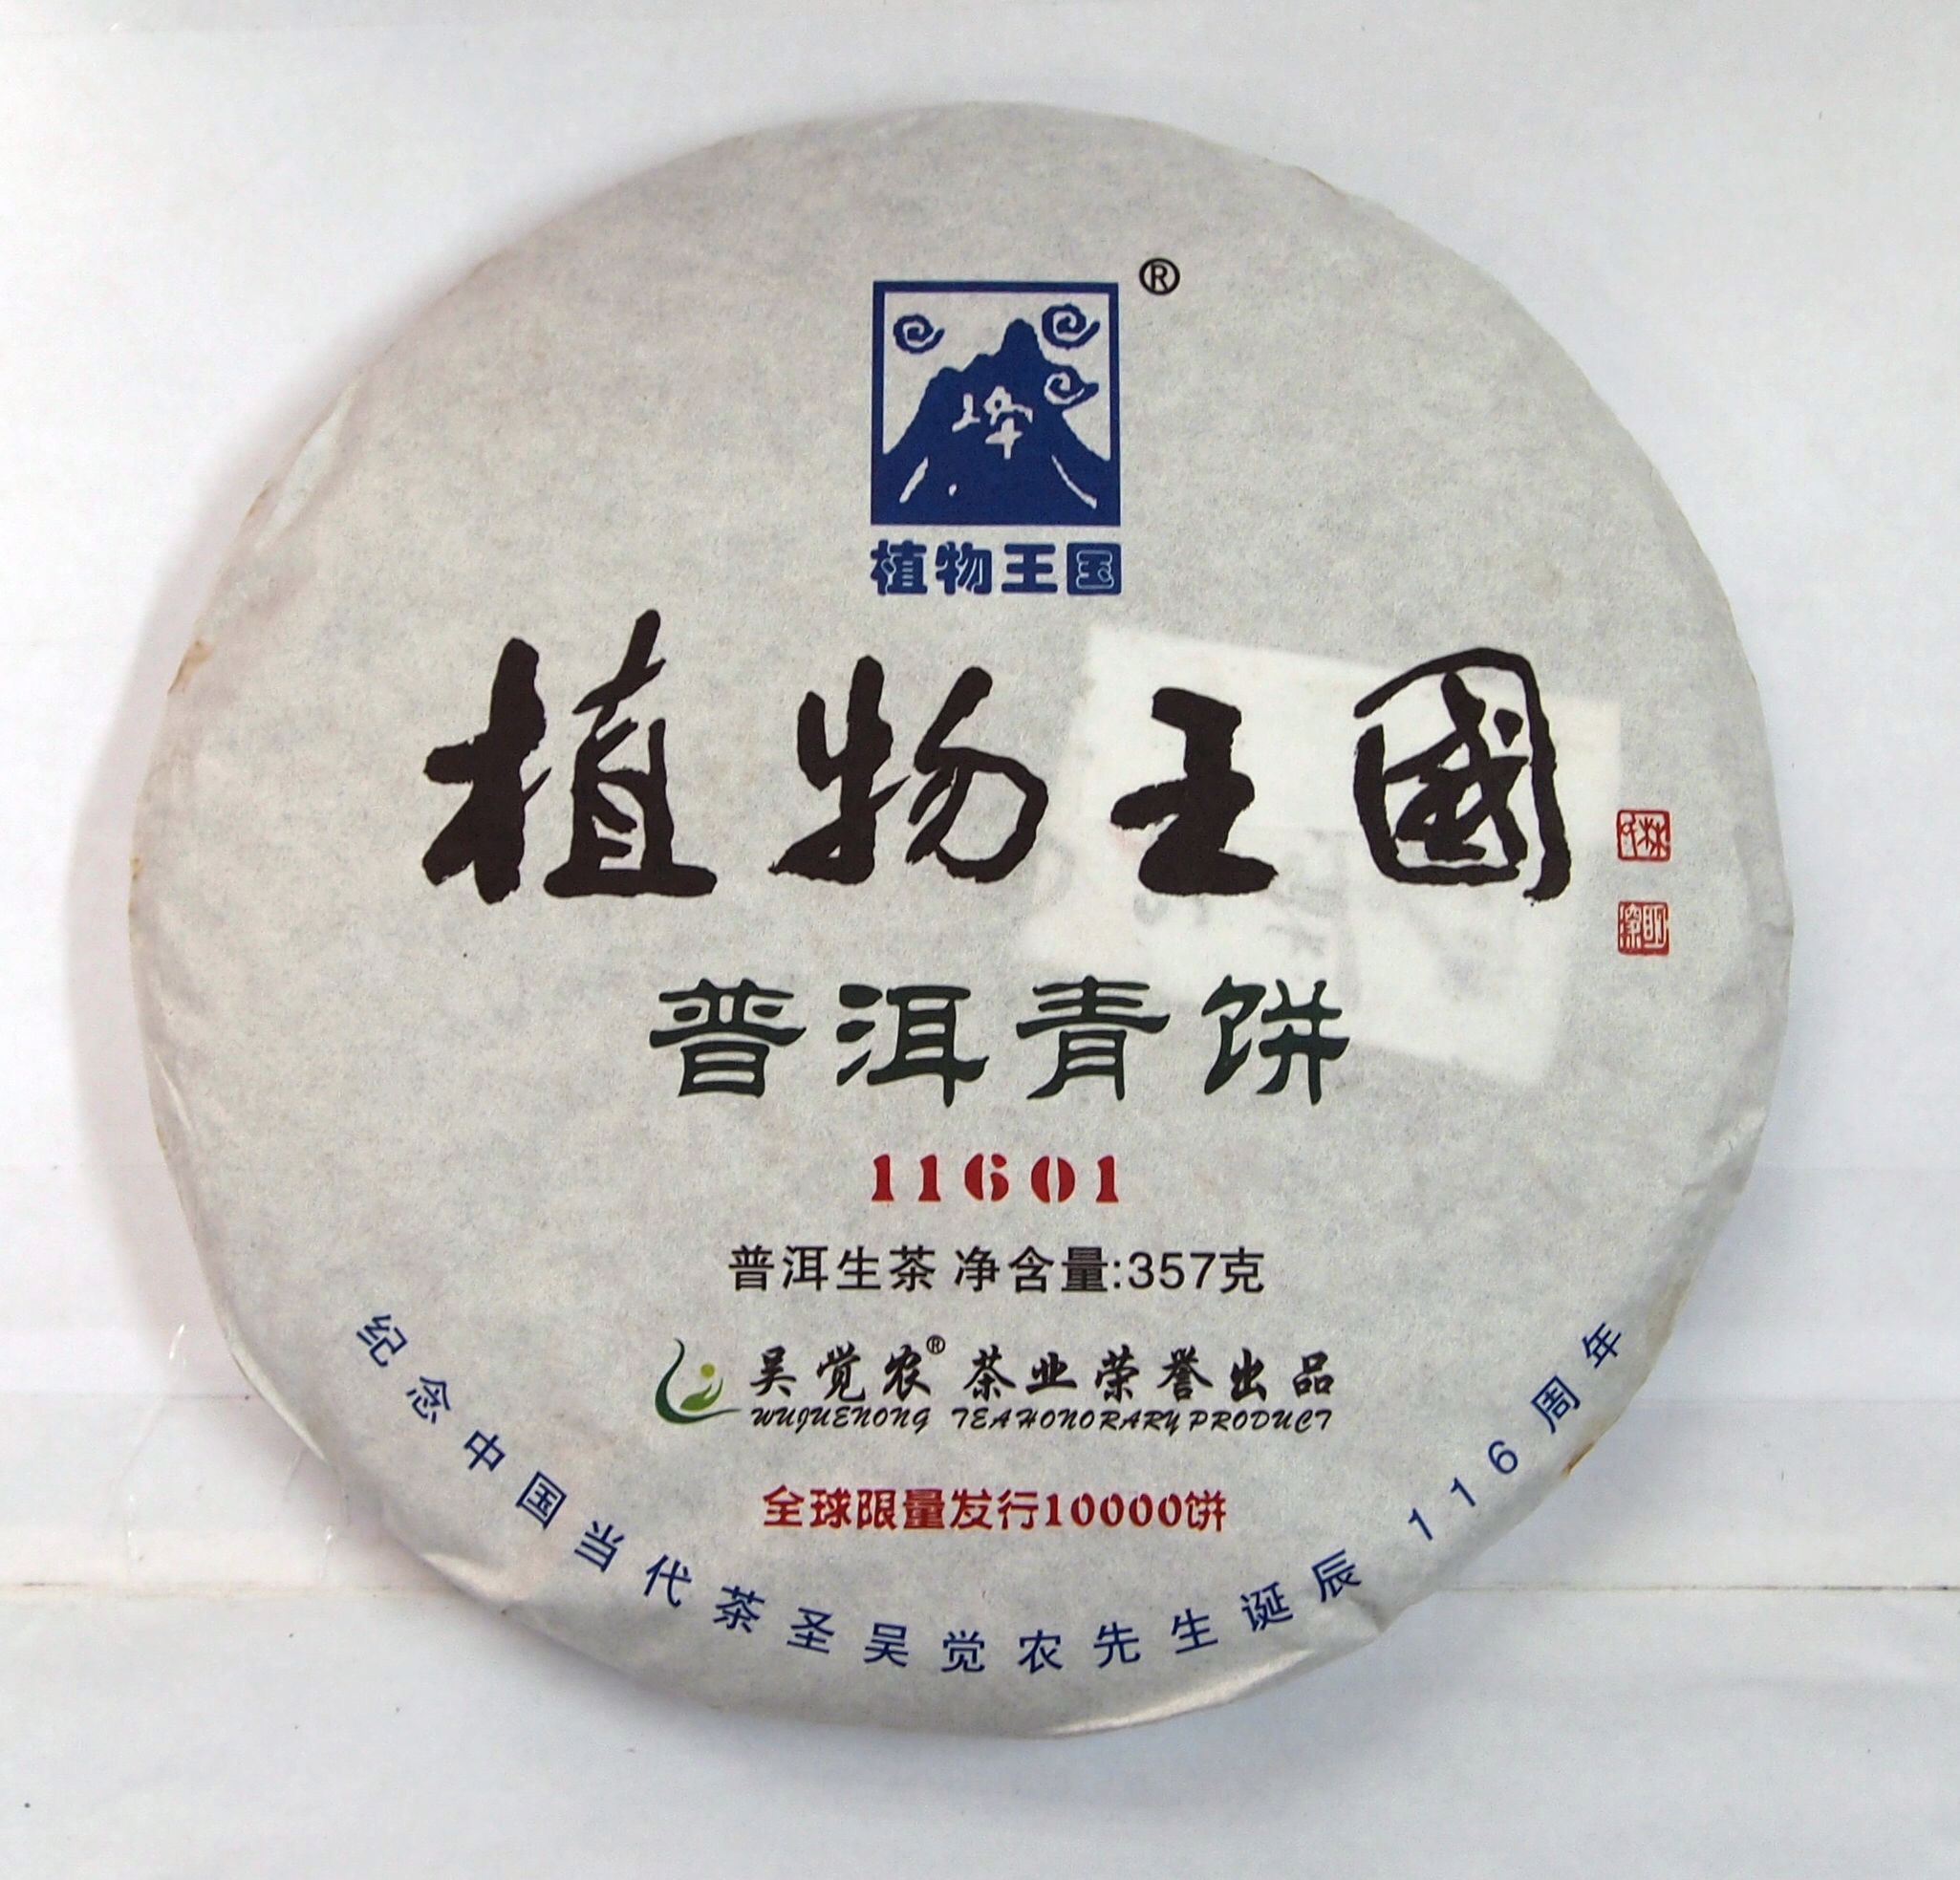 ®
植物王国
植物王國
普洱青饼
11601
普洱生茶 净含量:357克
吴觉农® 茶业荣誉出品
WUJUENONG TEA HONORARY PRODUCT
全球限量发行10000饼
纪念中国当代茶圣吴觉农先生诞辰116周年